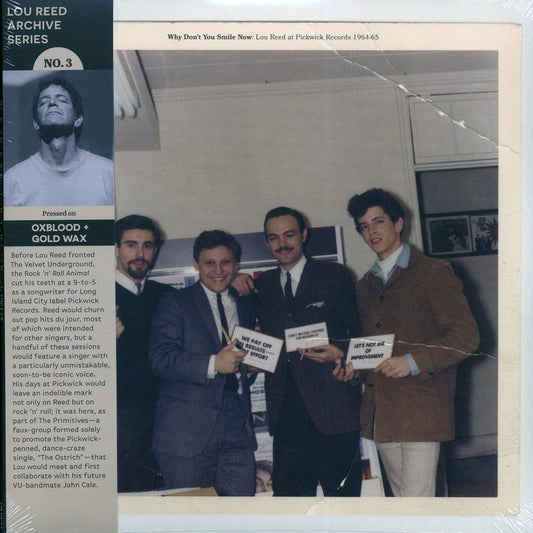 LOU REED
ARCHIVE
SERIES
NO. 3
Why Don't You Smile Now: Lou Reed at Pickwick Records 1964-65
Pressed on
OXBLOOD +
GOLD WAX
Before Lou Reed fronted
The Velvet Underground,
the Rock 'n' Roll Animal
cut his teeth at a 9-to-5
as a songwriter for Long
Island City label Pickwick
Records. Reed would churn
out pop hits du jour, most
of which were intended
for other singers, but a
handful of these sessions
would feature a singer with
a particularly unmistakable,
soon-to-be iconic voice.
His days at Pickwick would
leave an indelible mark
not only on Reed but on
rock 'n' roll; it was here, as
part of The Primitives—a
faux-group formed solely
to promote the Pickwick-
penned, dance-craze
single, "The Ostrich"—that
Lou would meet and first
collaborate with his future
VU-bandmate John Cale.
WE PAY OFF
RESULTS----
EFFORT!
LET'S
OF
IMPROVEMENT.